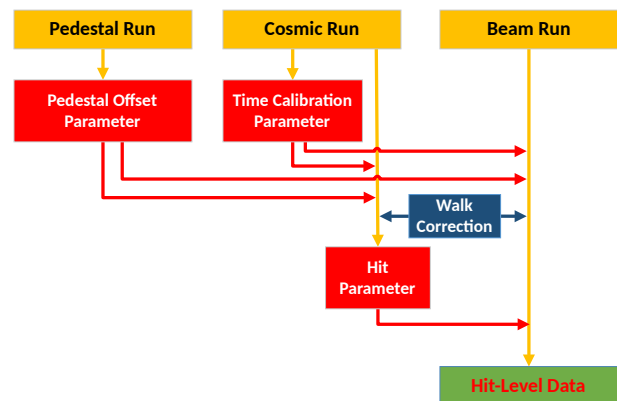 Pedestal Run
Cosmic Run
Beam Run
Pedestal Offset
Parameter
Time Calibration
Parameter
Walk
Correction
Hit
Parameter
Hit-Level Data